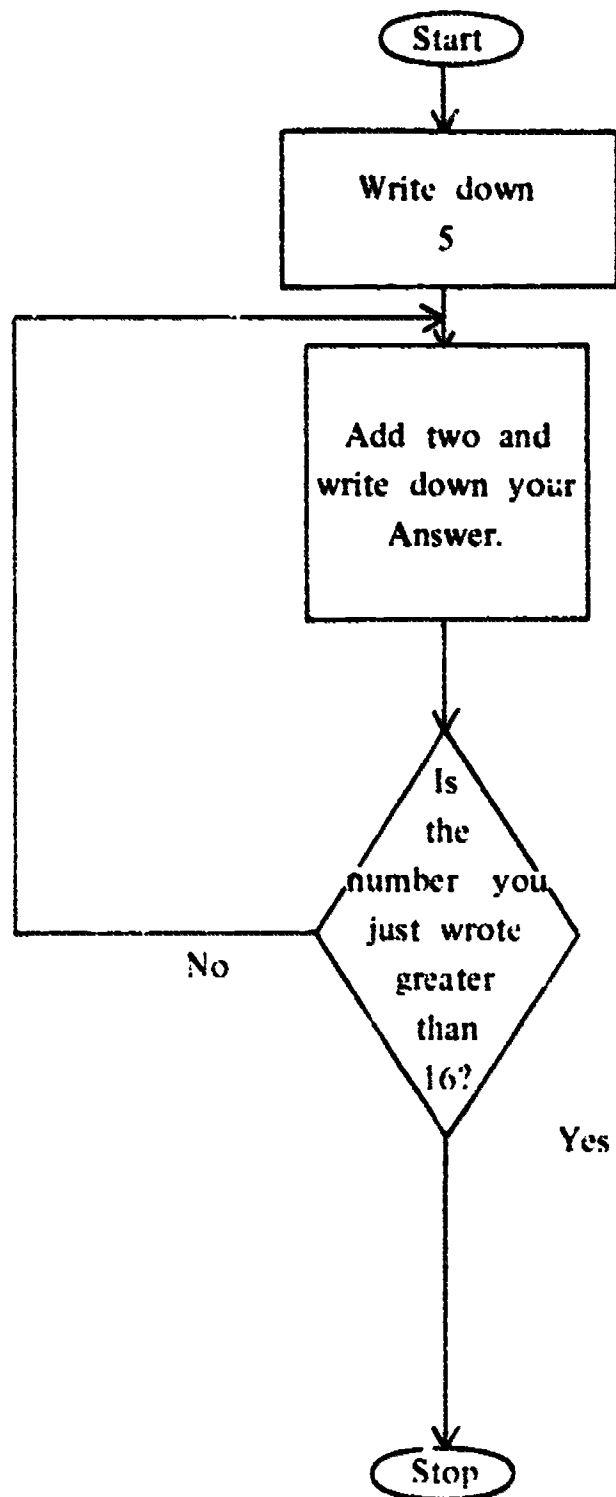 Start
Write down
5
Add two and
write down your
Answer.
Is
the
number you
just wrote
greater
than
16?
No
Yes
Stop